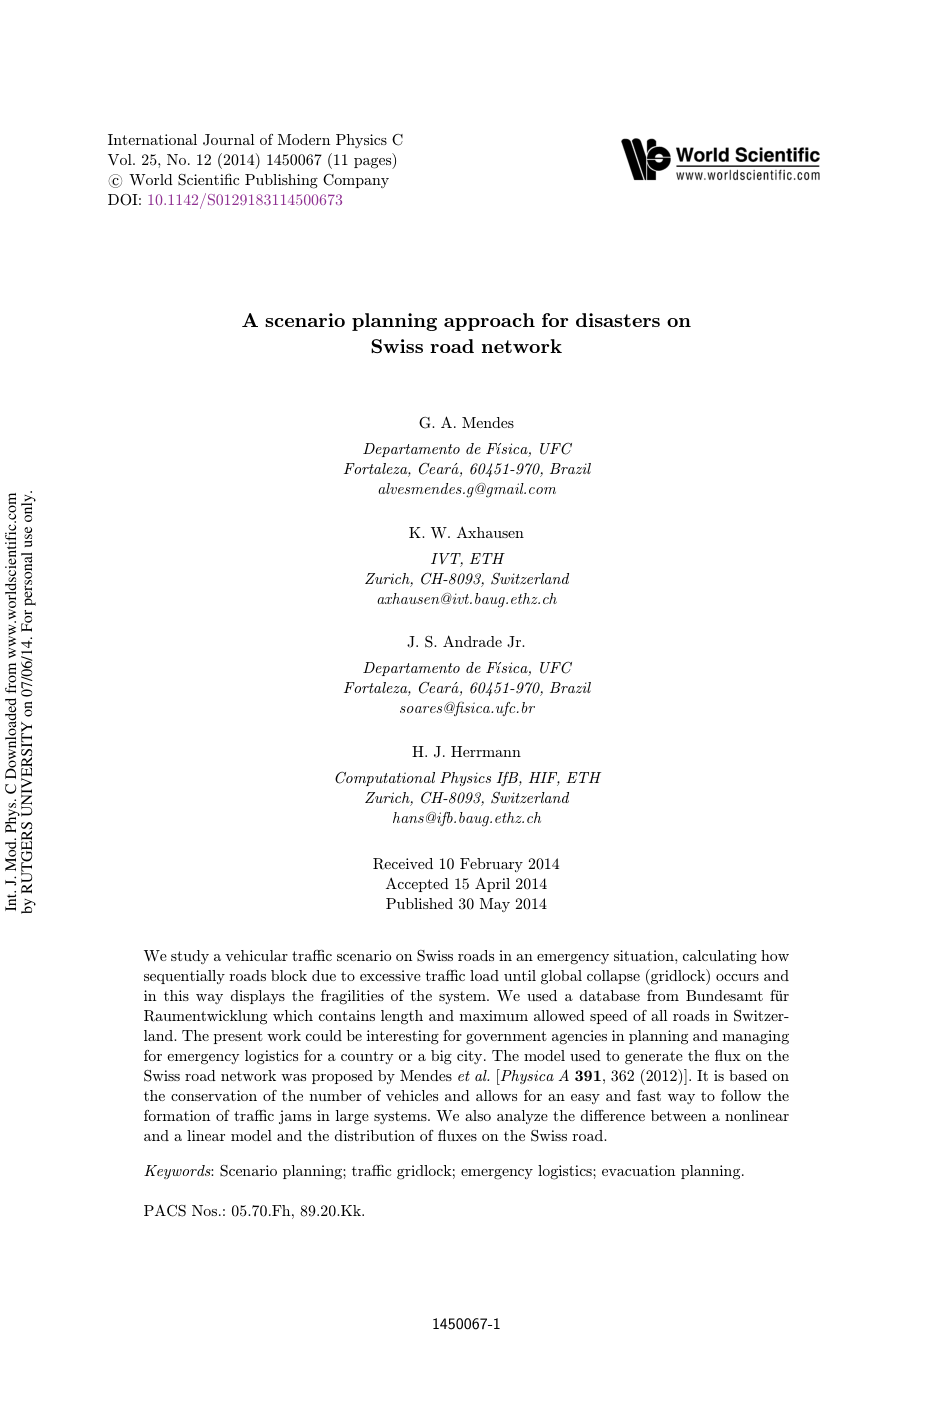 International Journal of Modern Physics C
Vol. 25, No. 12 (2014) 1450067 (11 pages)
© World Scientific Publishing Company
DOI: 10.1142/S0129183114500673
World Scientific
www.worldscientific.com
A scenario planning approach for disasters on
Swiss road network
G. A. Mendes
Departamento de Física, UFC
Fortaleza, Ceará, 60451-970, Brazil
alvesmendes.g@gmail.com
K. W. Axhausen
IVT, ETH
Zurich, CH-8093, Switzerland
axhausen@ivt.baug.ethz.ch
J. S. Andrade Jr.
Departamento de Física, UFC
Fortaleza, Ceará, 60451-970, Brazil
soares@fisica.ufc.br
H. J. Herrmann
Computational Physics IfB, HIF, ETH
Zurich, CH-8093, Switzerland
hans@ifb.baug.ethz.ch
Received 10 February 2014
Accepted 15 April 2014
Published 30 May 2014
We study a vehicular traffic scenario on Swiss roads in an emergency situation, calculating how
sequentially roads block due to excessive traffic load until global collapse (gridlock) occurs and
in this way displays the fragilities of the system. We used a database from Bundesamt für
Raumentwicklung which contains length and maximum allowed speed of all roads in Switzer-
land. The present work could be interesting for government agencies in planning and managing
for emergency logistics for a country or a big city. The model used to generate the flux on the
Swiss road network was proposed by Mendes et al. [Physica A 391, 362 (2012)]. It is based on
the conservation of the number of vehicles and allows for an easy and fast way to follow the
formation of traffic jams in large systems. We also analyze the difference between a nonlinear
and a linear model and the distribution of fluxes on the Swiss road.
Keywords: Scenario planning; traffic gridlock; emergency logistics; evacuation planning.
PACS Nos.: 05.70.Fh, 89.20.Kk.
1450067-1
Int. J. Mod. Phys. C Downloaded from www.worldscientific.com
by RUTGERS UNIVERSITY on 07/06/14. For personal use only.